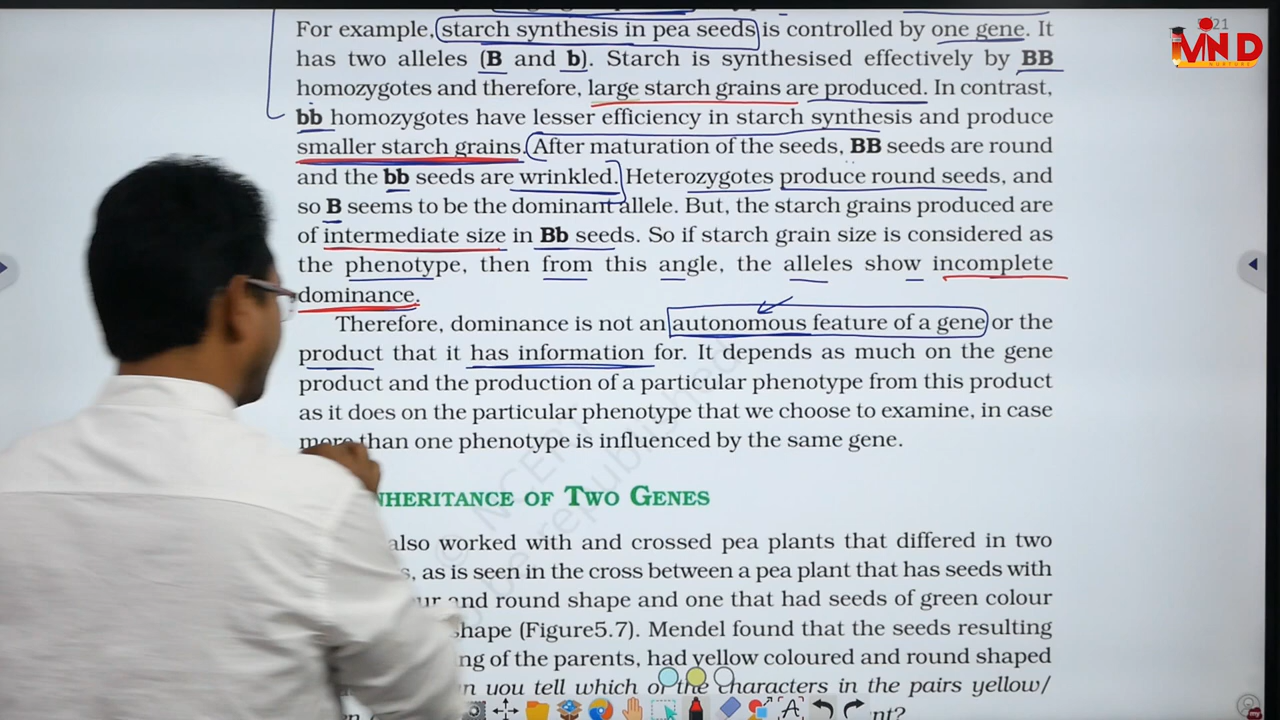 For example, starch synthesis in pea seeds is controlled by one gene. It
has two alleles (B and b). Starch is synthesised effectively by BB
homozygotes and therefore, large starch grains are produced. In contrast,
bb homozygotes have lesser efficiency in starch synthesis and produce
smaller starch grains. After maturation of the seeds, BB seeds are round
and the bb seeds are wrinkled. Heterozygotes produce round seeds, and
so B seems to be the dominant allele. But, the starch grains produced are
of intermediate size in Bb seeds. So if starch grain size is considered as
the phenotype, then from this angle, the alleles show incomplete
dominance.
Therefore, dominance is not an autonomous feature of a gene or the
product that it has information for. It depends as much on the gene
product and the production of a particular phenotype from this product
as it does on the particular phenotype that we choose to examine, in case
more than one phenotype is influenced by the same gene.
NHERITANCE OF TWO GENES
also worked with and crossed pea plants that differed in two
as is seen in the cross between a pea plant that has seeds with
and round shape and one that had seeds of green colour
shape (Figure5.7). Mendel found that the seeds resulting
of the parents, had yellow coloured and round shaped
you tell which of the characters in the pairs yellow/
© NCERT
be republished
VIND
NURTURE